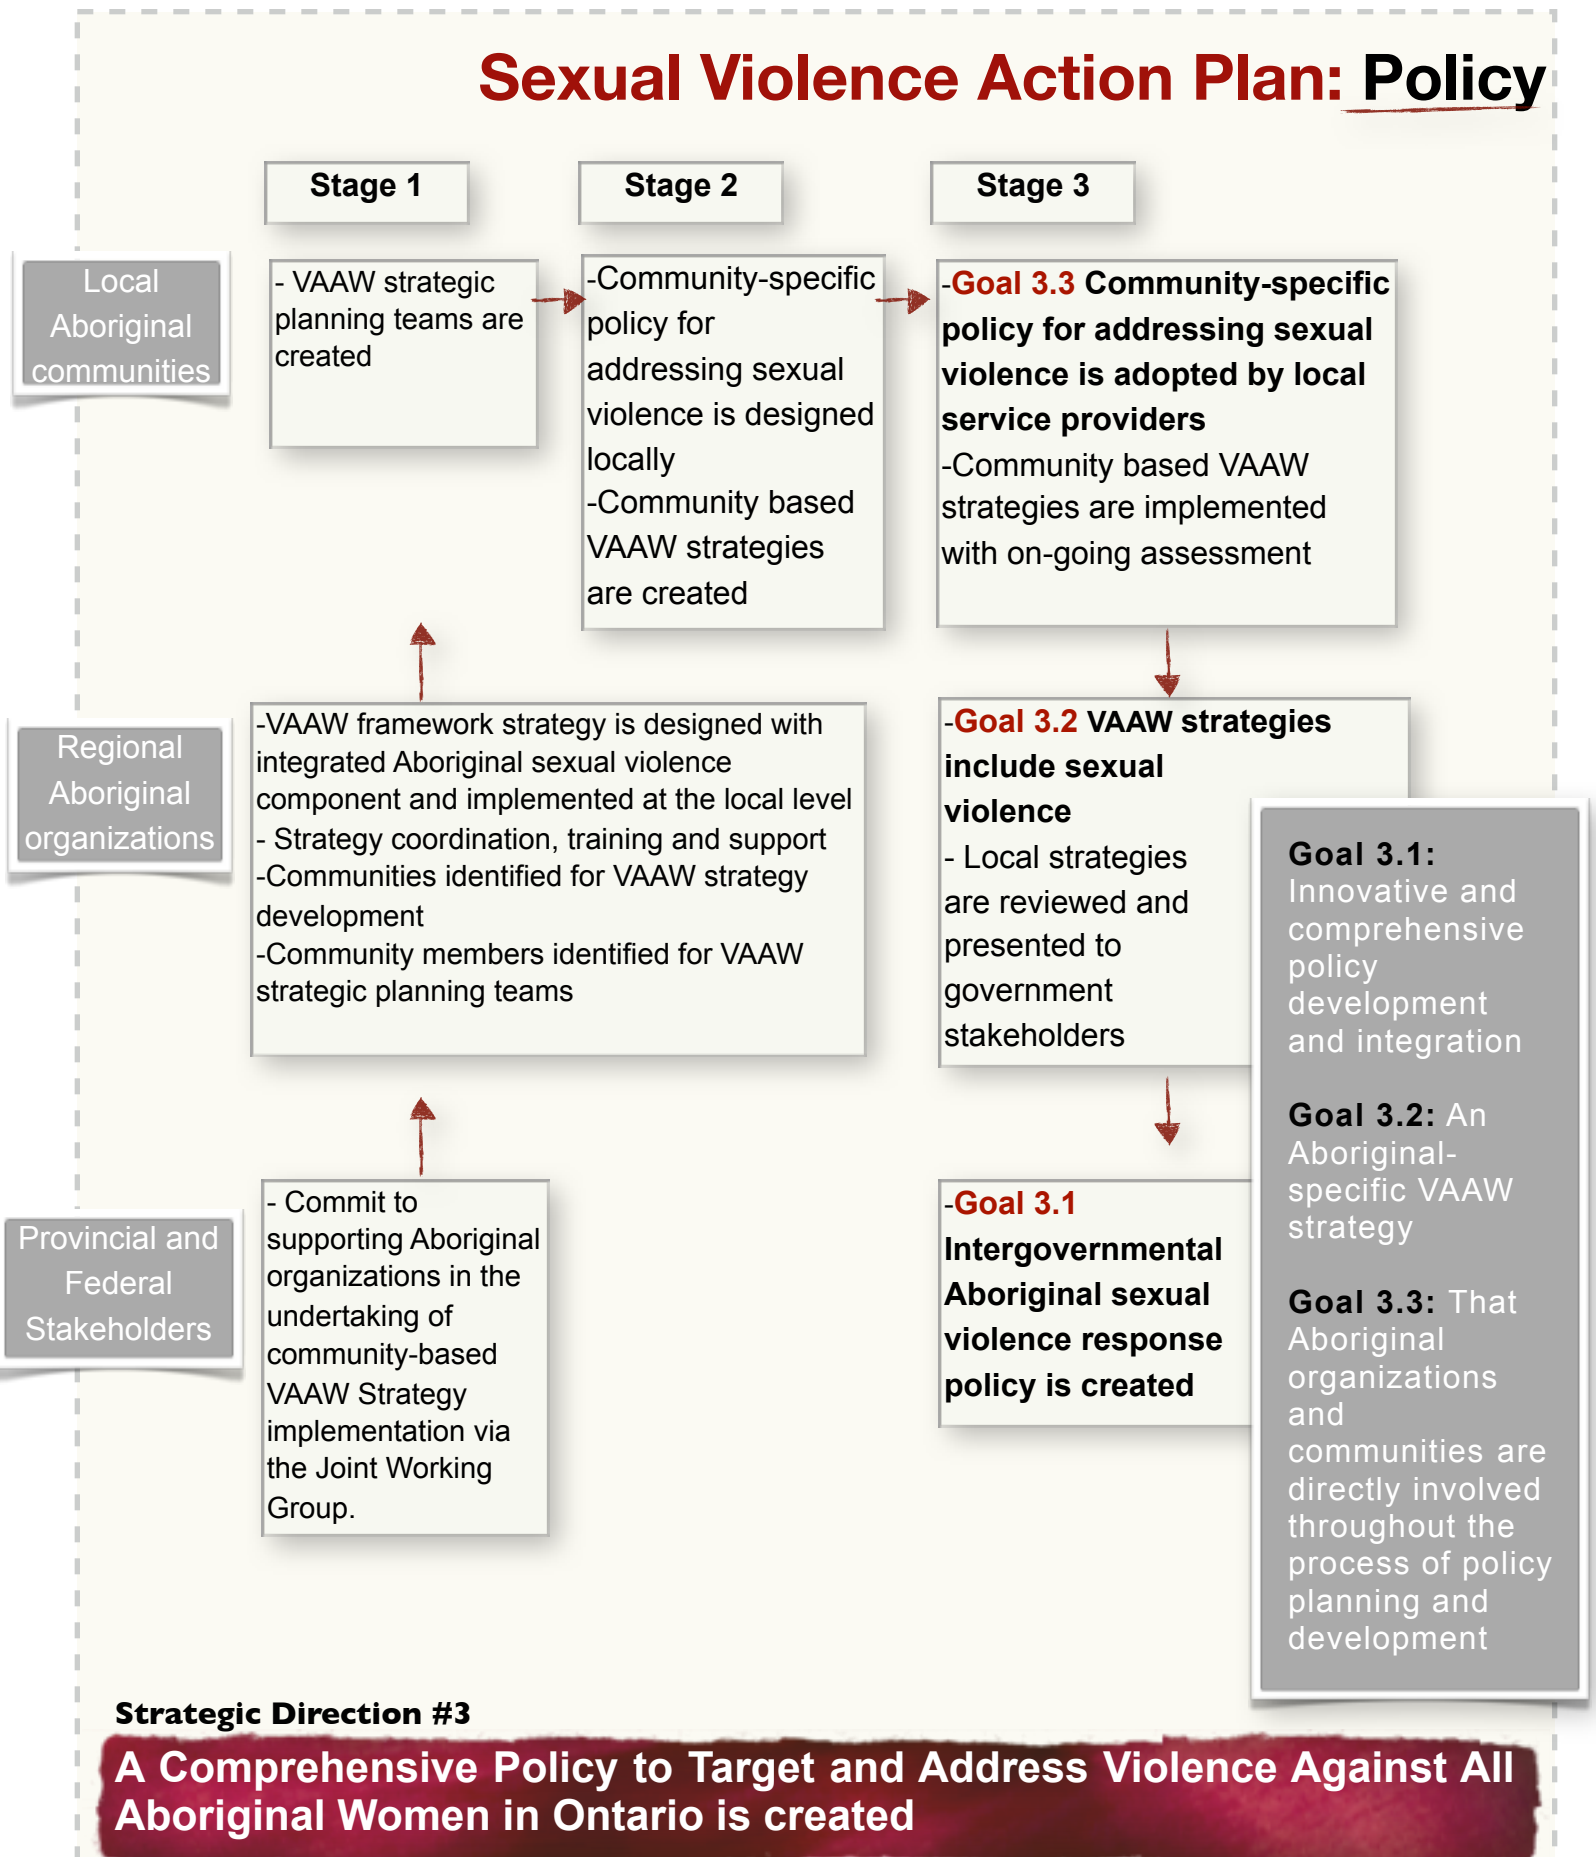 Sexual Violence Action Plan: Policy
Stage 1
Stage 2
Stage 3
Local
Aboriginal
communities
- VAAW strategic
planning teams are
created
-Community-specific
policy for
addressing sexual
violence is designed
locally
-Community based
VAAW strategies
are created
-Goal 3.3 Community-specific
policy for addressing sexual
violence is adopted by local
service providers
-Community based VAAW
strategies are implemented
with on-going assessment
Regional
Aboriginal
organizations
-VAAW framework strategy is designed with
integrated Aboriginal sexual violence
component and implemented at the local level
- Strategy coordination, training and support
-Communities identified for VAAW strategy
development
-Community members identified for VAAW
strategic planning teams
-Goal 3.2 VAAW strategies
include sexual
violence
- Local strategies
are reviewed and
presented to
government
stakeholders
Provincial and
Federal
Stakeholders
- Commit to
supporting Aboriginal
organizations in the
undertaking of
community-based
VAAW Strategy
implementation via
the Joint Working
Group.
-Goal 3.1
Intergovernmental
Aboriginal sexual
violence response
policy is created
Goal 3.1:
Innovative and
comprehensive
policy
development
and integration
Goal 3.2: An
Aboriginal-
specific VAAW
strategy
Goal 3.3: That
Aboriginal
organizations
and
communities are
directly involved
throughout the
process of policy
planning and
development
Strategic Direction #3
A Comprehensive Policy to Target and Address Violence Against All
Aboriginal Women in Ontario is created